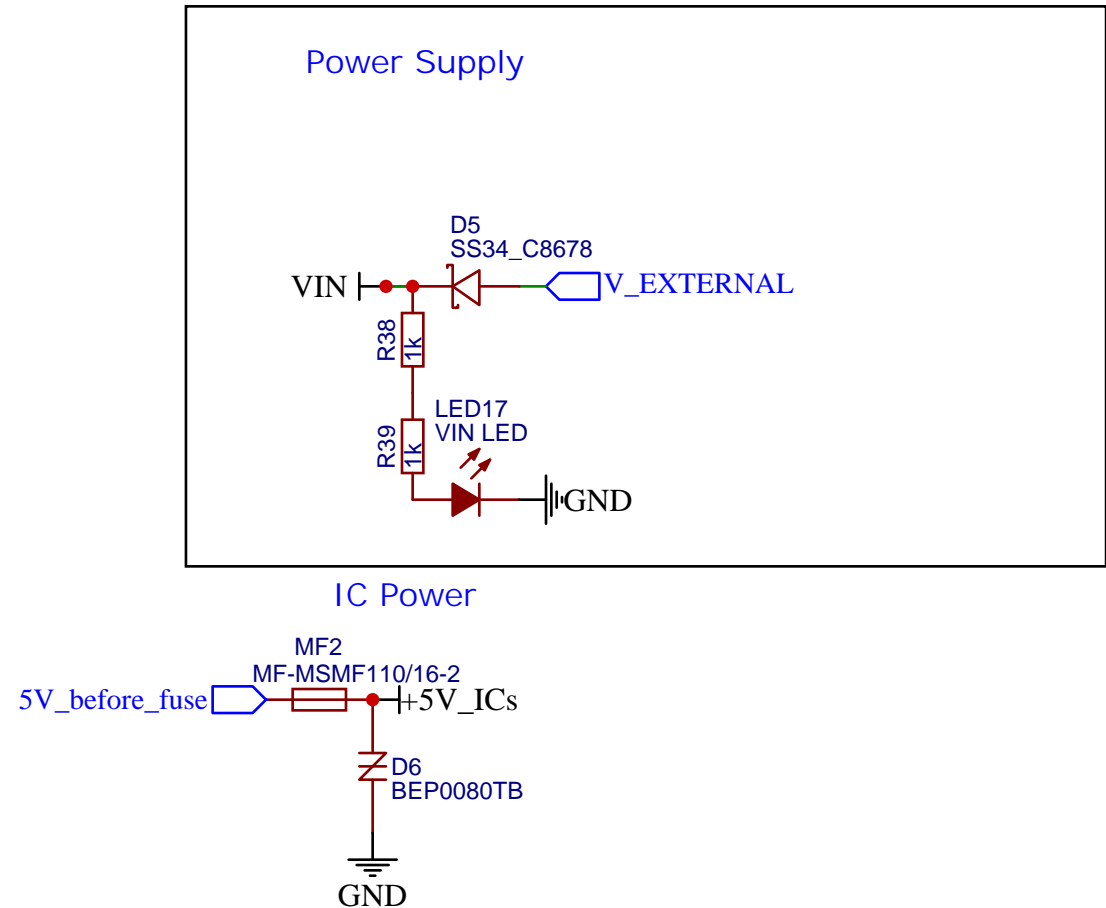 Power Supply
D5
SS34_C8678
VIN
V_EXTERNAL
R38
1k
LED17
VIN LED
R39
1k
GND
IC Power
MF2
MF-MSMF110/16-2
5V_before_fuse
+5V_ICs
D6
BEP0080TB
GND